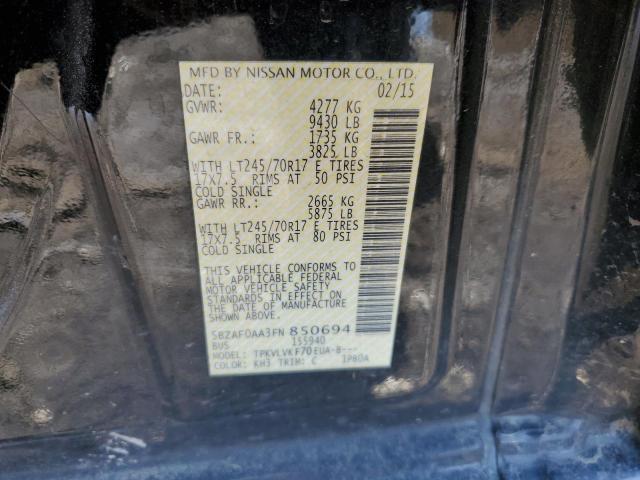 MFD BY NISSAN MOTOR CO., LTD.
DATE: 02/15
GVWR: 4277 KG
9430 LB
GAWR FR.: 1735 KG
3825 LB
WITH LT245/70R17 E TIRES
17X7.5 RIMS AT 50 PSI
COLD SINGLE
GAWR RR.: 2665 KG
5875 LB
WITH LT245/70R17 E TIRES
17X7.5 RIMS AT 80 PSI
COLD SINGLE
THIS VEHICLE CONFORMS TO
ALL APPLICABLE FEDERAL
MOTOR VEHICLE SAFETY
STANDARDS IN EFFECT ON
THE DATE OF MANUFACTURE
SHOWN ABOVE.
5BZAF0AA3FN 850694
BUS 155940
MODEL: TPKVLVKF70EUA-B---
COLOR: KH3 TRIM: C IP80A